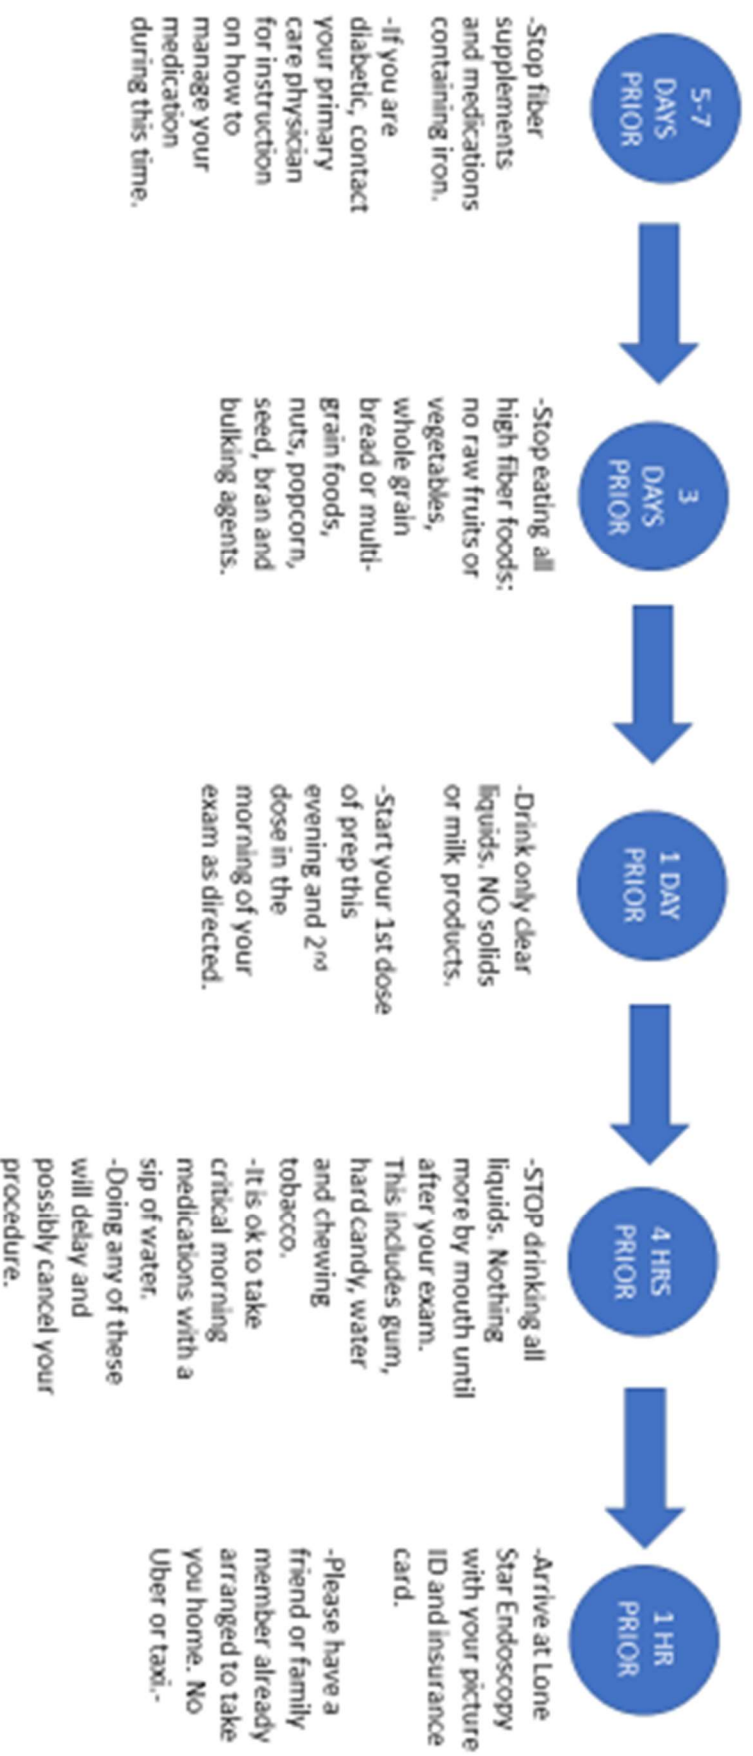 5-7
DAYS
PRIOR
-Stop fiber
supplements
and medications
containing iron.
-If you are
diabetic, contact
your primary
care physician
for instruction
on how to
manage your
medication
during this time.
3
DAYS
PRIOR
-Stop eating all
high fiber foods:
no raw fruits or
vegetables,
whole grain
bread or multi-
grain foods,
nuts, popcorn,
seed, bran and
bulking agents.
1 DAY
PRIOR
-Drink only clear
liquids. NO solids
or milk products.
-Start your 1st dose
of prep this
evening and 2nd
dose in the
morning of your
exam as directed.
4 HRS
PRIOR
-STOP drinking all
liquids. Nothing
more by mouth until
after your exam.
This includes gum,
hard candy, water
and chewing
tobacco.
-It is ok to take
critical morning
medications with a
sip of water.
-Doing any of these
will delay and
possibly cancel your
procedure.
1 HR
PRIOR
-Arrive at Lone
Star Endoscopy
with your picture
ID and insurance
card.
-Please have a
friend or family
member already
arranged to take
you home. No
Uber or taxi.-